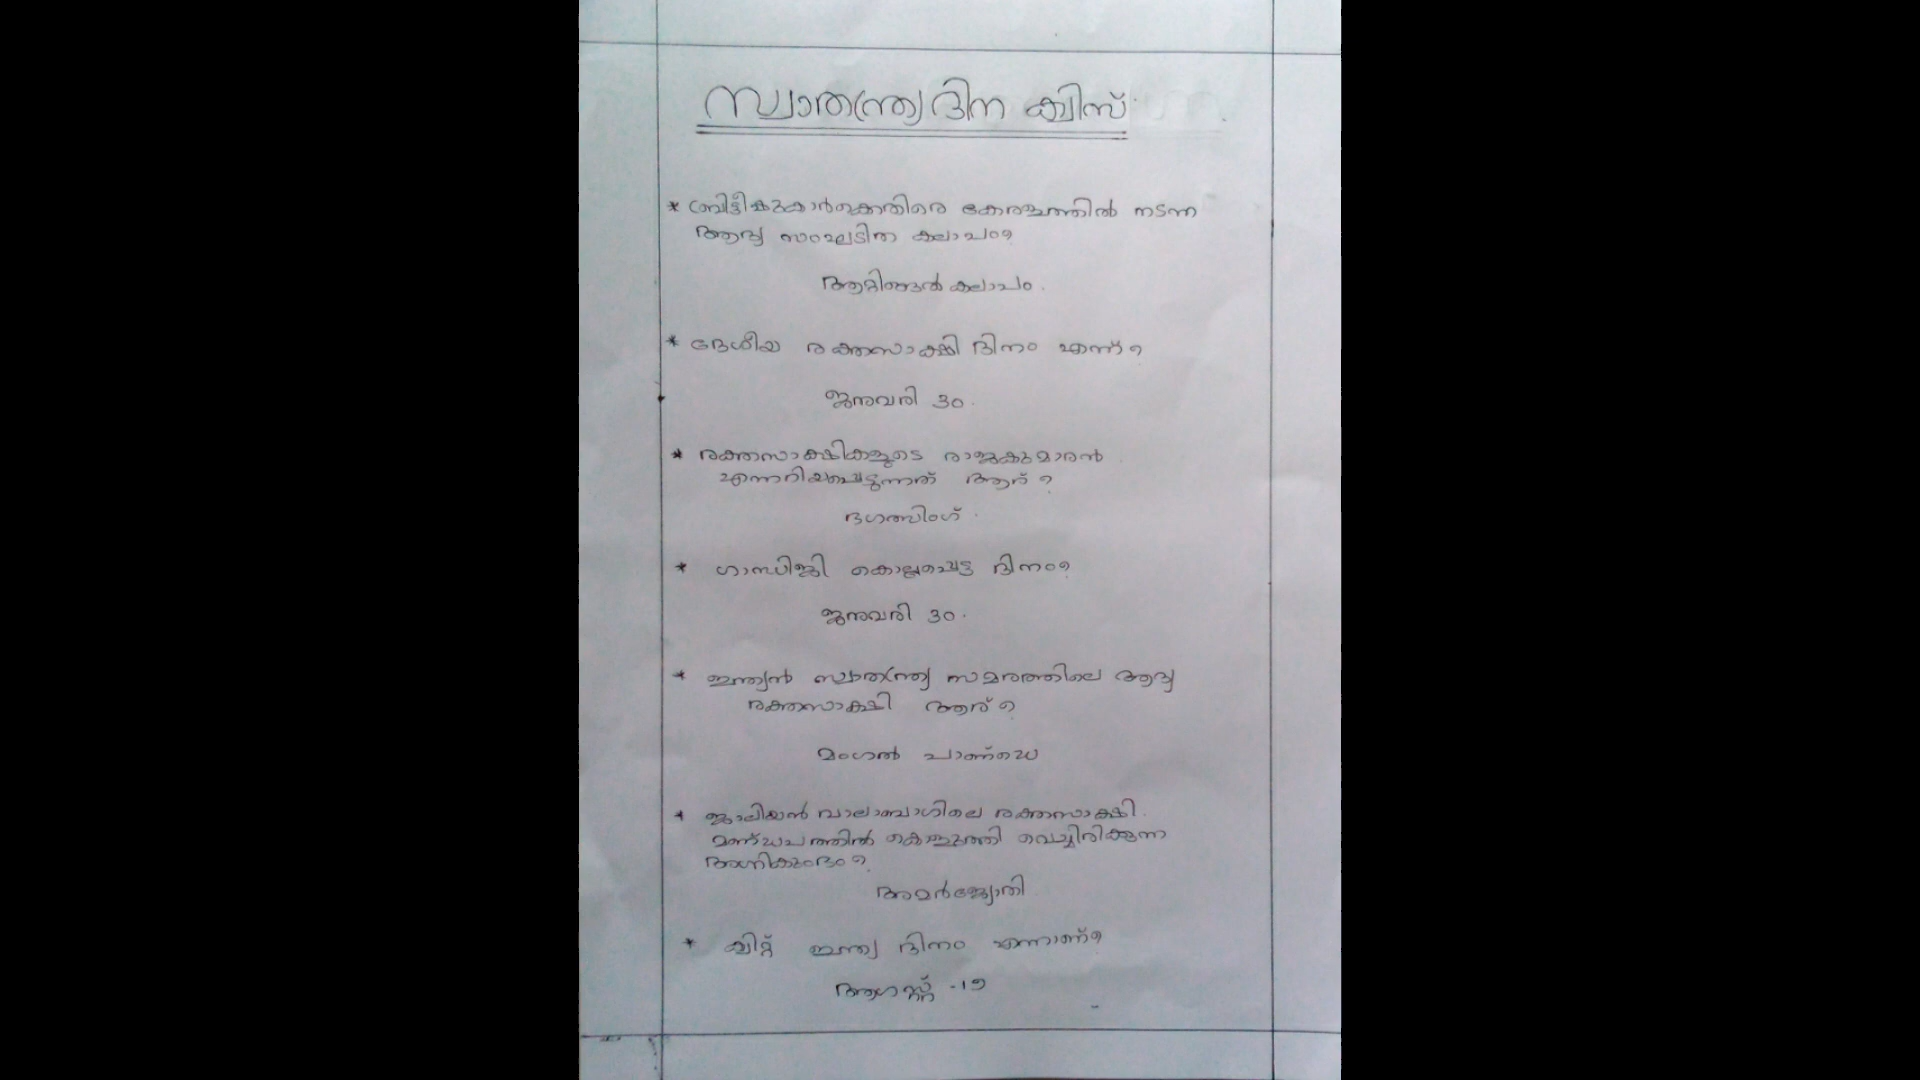 സ്വാതന്ത്ര്യദിന ക്വിസ്
* ബ്രിട്ടീഷുകാർക്കെതിരെ കേരളത്തിൽ നടന്ന
ആദ്യ സംഘടിത കലാപം?
ആറ്റിങ്ങൽ കലാപം.
* ദേശീയ രക്തസാക്ഷി ദിനം എന്ന്?
ജനുവരി 30.
* രക്തസാക്ഷികളുടെ രാജകുമാരൻ
എന്നറിയപ്പെടുന്നത് ആര്?
ഭഗത്സിംഗ്.
* ഗാന്ധിജി കൊല്ലപ്പെട്ട ദിനം?
ജനുവരി 30.
* ഇന്ത്യൻ സ്വാതന്ത്ര്യ സമരത്തിലെ ആദ്യ
രക്തസാക്ഷി ആര്?
മംഗൽ പാണ്ഡെ
* ജാലിയൻ വാലാബാഗിലെ രക്തസാക്ഷി
മണ്ഡപത്തിൽ കൊളുത്തി വെച്ചിരിക്കുന്ന
അഗ്നികുംഭം?
അമർജ്യോതി
* ക്വിറ്റ് ഇന്ത്യ ദിനം എന്നാണ്?
ആഗസ്റ്റ് -19